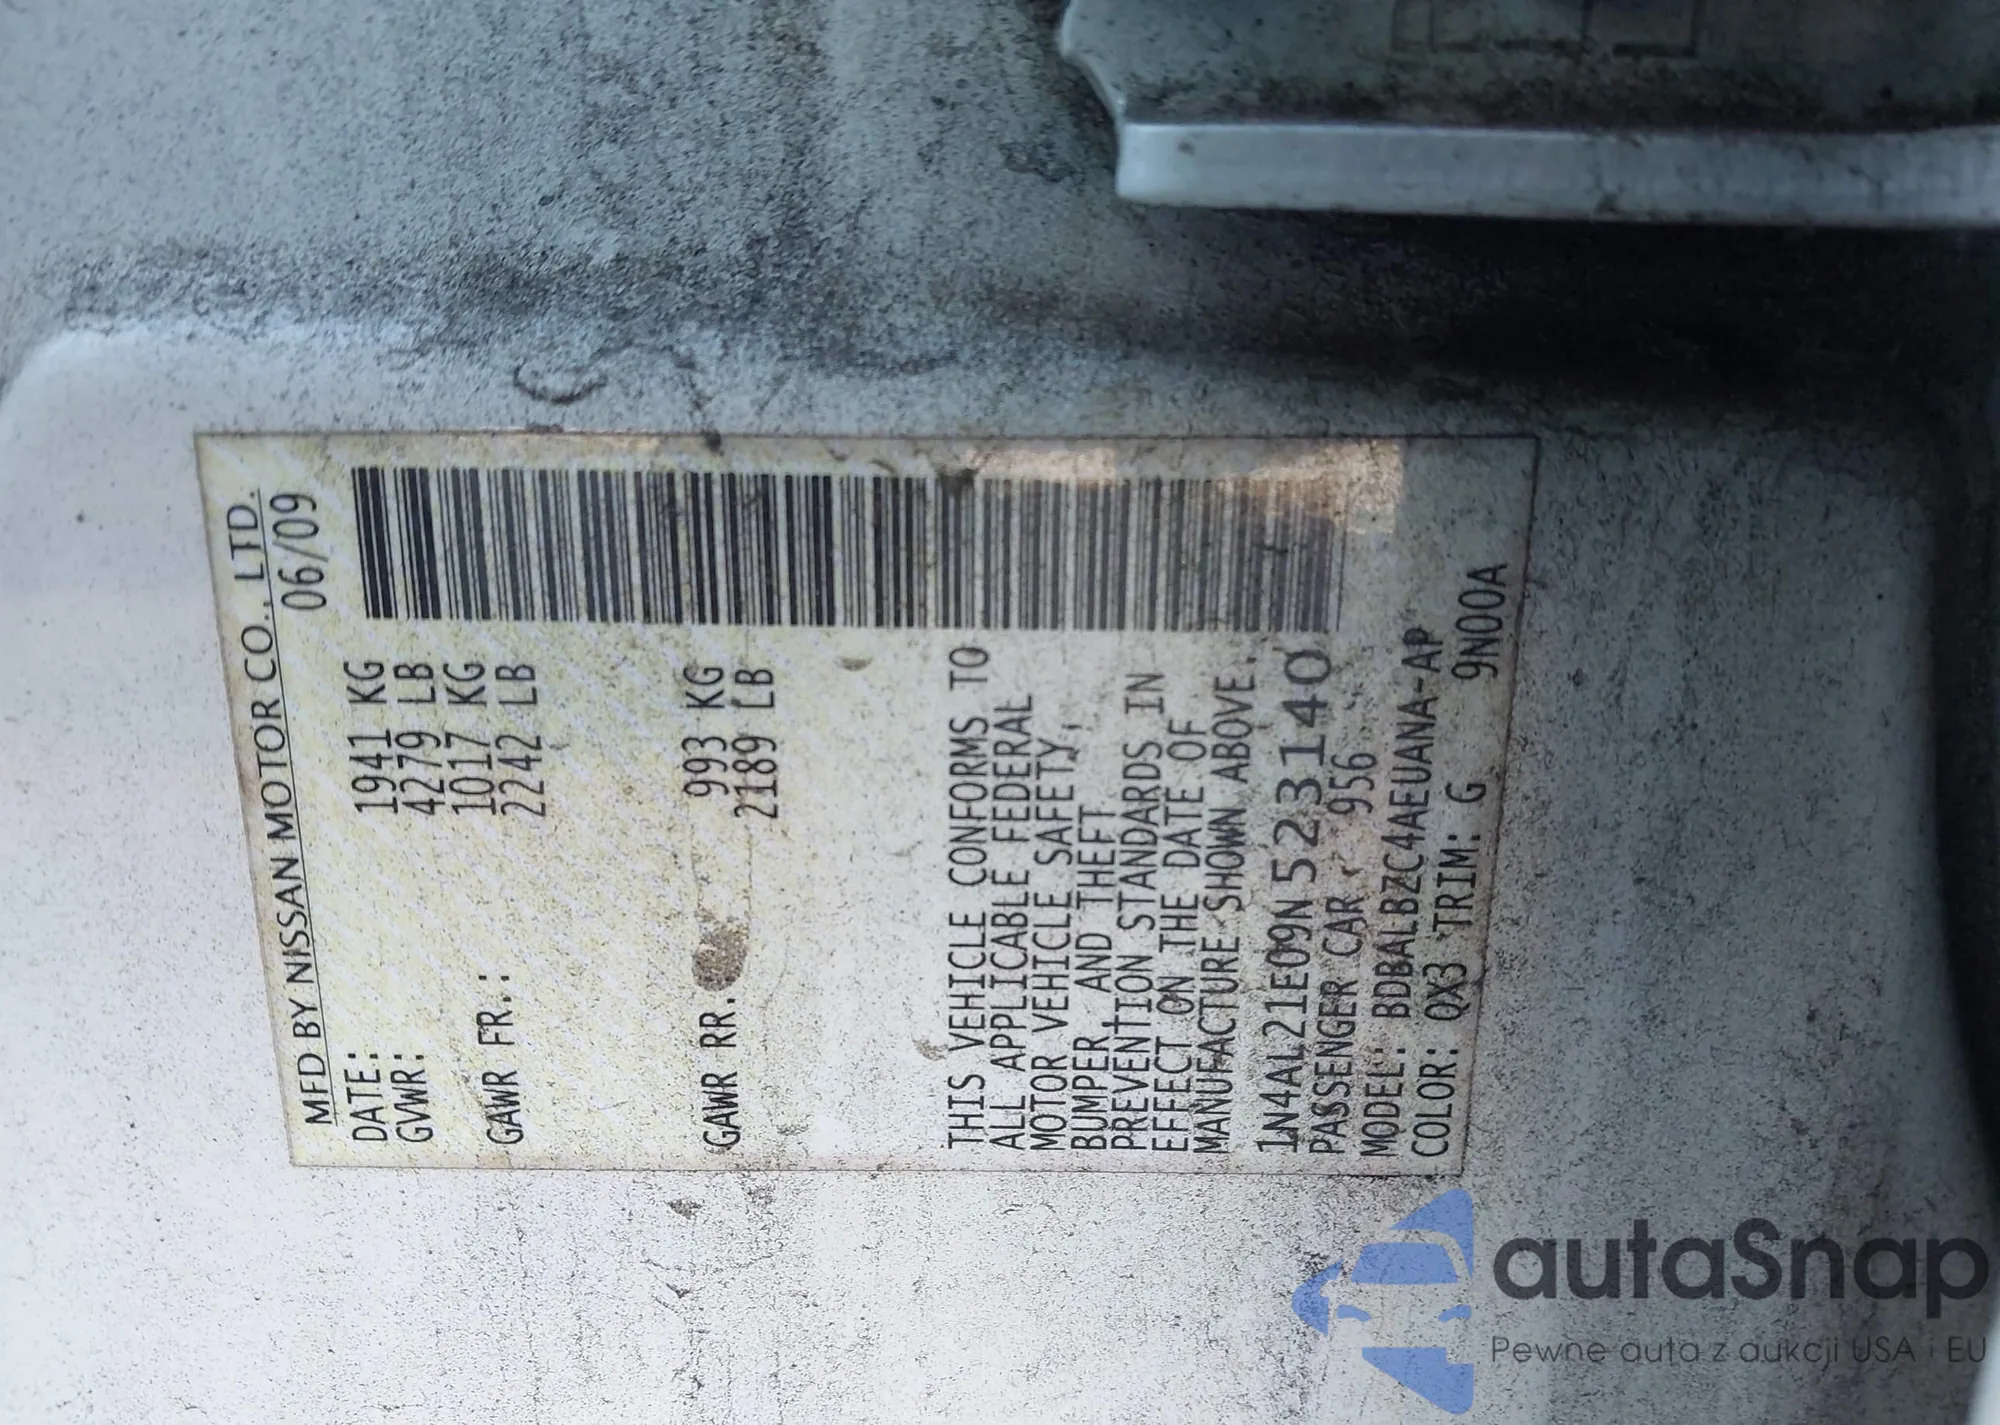 MFD BY NISSAN MOTOR CO., LTD.
DATE: 06/09
GVWR: 1941 KG
4279 LB
GAWR FR.: 1017 KG
2242 LB
GAWR RR. 993 KG
2189 LB
THIS VEHICLE CONFORMS TO
ALL APPLICABLE FEDERAL
MOTOR VEHICLE SAFETY,
BUMPER, AND THEFT
PREVENTION STANDARDS IN
EFFECT ON THE DATE OF
MANUFACTURE SHOWN ABOVE.
1N4AL21E09N523140
PASSENGER CAR 956
MODEL: BDBALBZC4AEUANA-AP
COLOR: QX3 TRIM: G 9N00A
autaSnap
Pewne auta z aukcji USA i EU